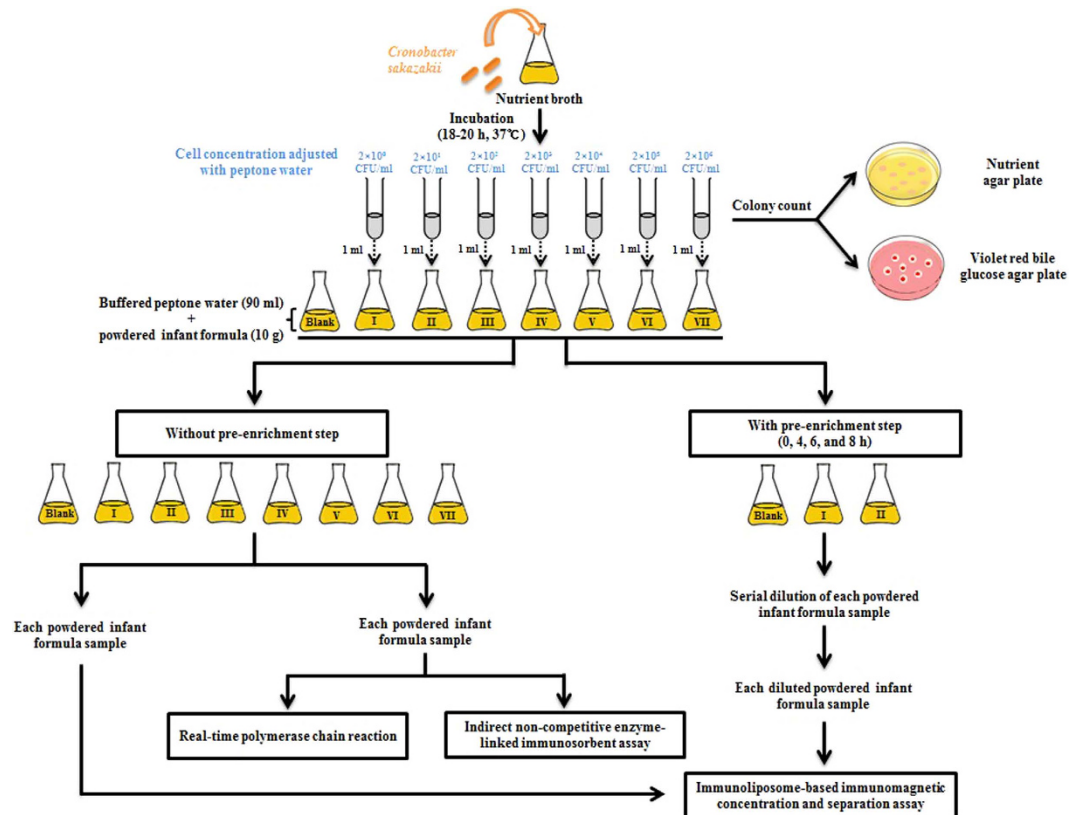 Cronobacter
sakazakii
Nutrient broth
Incubation
(18-20 h, 37℃)
Cell concentration adjusted
with peptone water
2×10⁰
CFU/ml
2×10¹
CFU/ml
2×10²
CFU/ml
2×10³
CFU/ml
2×10⁴
CFU/ml
2×10⁵
CFU/ml
2×10⁶
CFU/ml
Colony count
Nutrient
agar plate
Violet red bile
glucose agar plate
1 ml
1 ml
1 ml
1 ml
1 ml
1 ml
1 ml
Buffered peptone water (90 ml)
+
powdered infant formula (10 g)
Blank I II III IV V VI VII
Without pre-enrichment step
With pre-enrichment step
(0, 4, 6, and 8 h)
Blank I II III IV V VI VII
Blank I II
Each powdered infant
formula sample
Each powdered infant
formula sample
Serial dilution of each powdered
infant formula sample
Each diluted powdered infant
formula sample
Real-time polymerase chain reaction
Indirect non-competitive enzyme-
linked immunosorbent assay
Immunoliposome-based immunomagnetic
concentration and separation assay